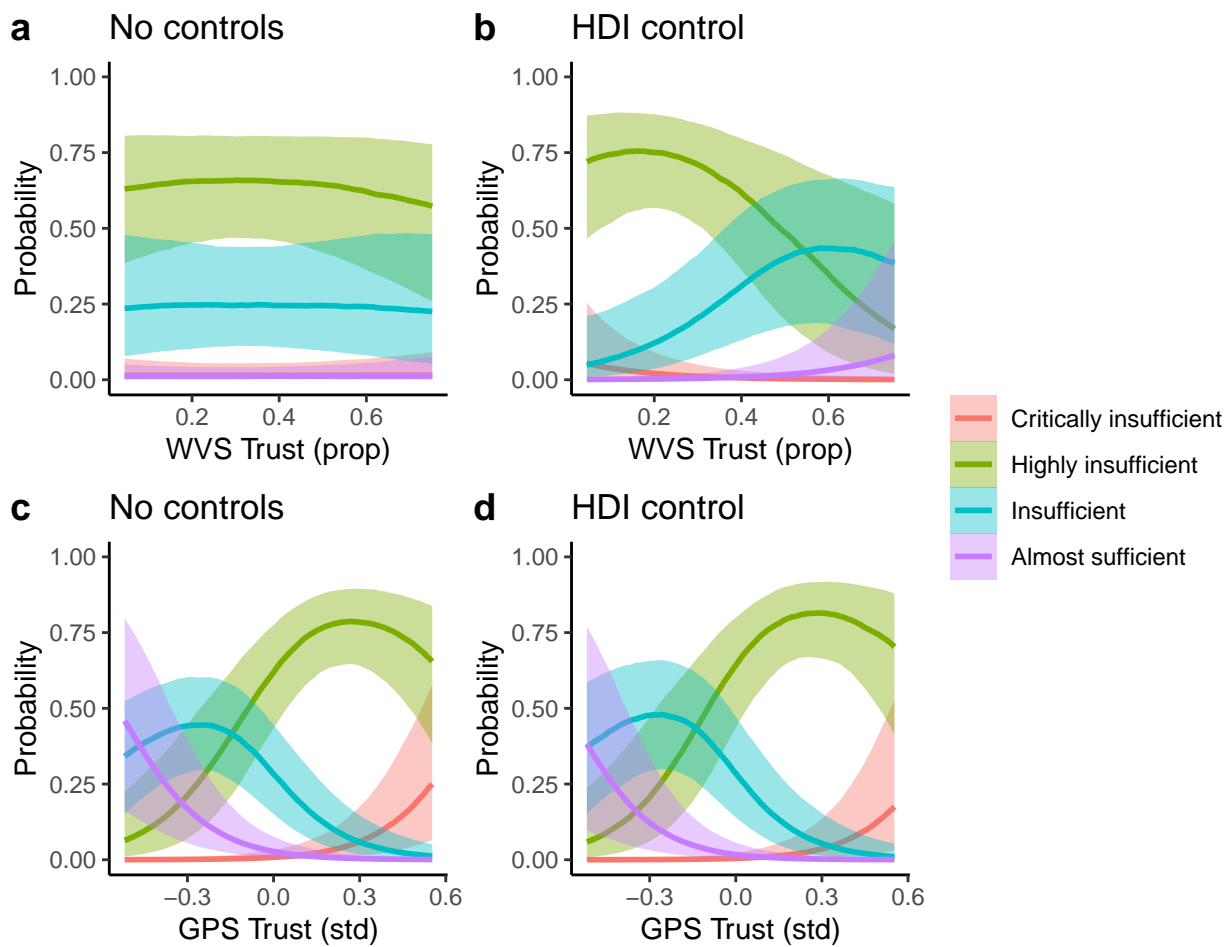 a No controls
1.00
0.75
0.50
0.25
0.00
Probability
0.2 0.4 0.6
WVS Trust (prop)
b HDI control
1.00
0.75
0.50
0.25
0.00
Probability
0.2 0.4 0.6
WVS Trust (prop)
c No controls
1.00
0.75
0.50
0.25
0.00
Probability
−0.3 0.0 0.3 0.6
GPS Trust (std)
d HDI control
1.00
0.75
0.50
0.25
0.00
Probability
−0.3 0.0 0.3 0.6
GPS Trust (std)
Critically insufficient
Highly insufficient
Insufficient
Almost sufficient